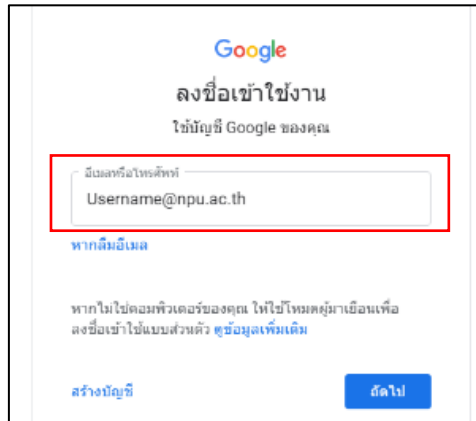 Google
ลงชื่อเข้าใช้งาน
ใช้บัญชี Google ของคุณ
อีเมลหรือโทรศัพท์
Username@npu.ac.th
หากลืมอีเมล
หากไม่ใช่คอมพิวเตอร์ของคุณ ให้ใช้โหมดผู้มาเยือนเพื่อ
ลงชื่อเข้าใช้แบบส่วนตัว ดูข้อมูลเพิ่มเติม
สร้างบัญชี
ถัดไป